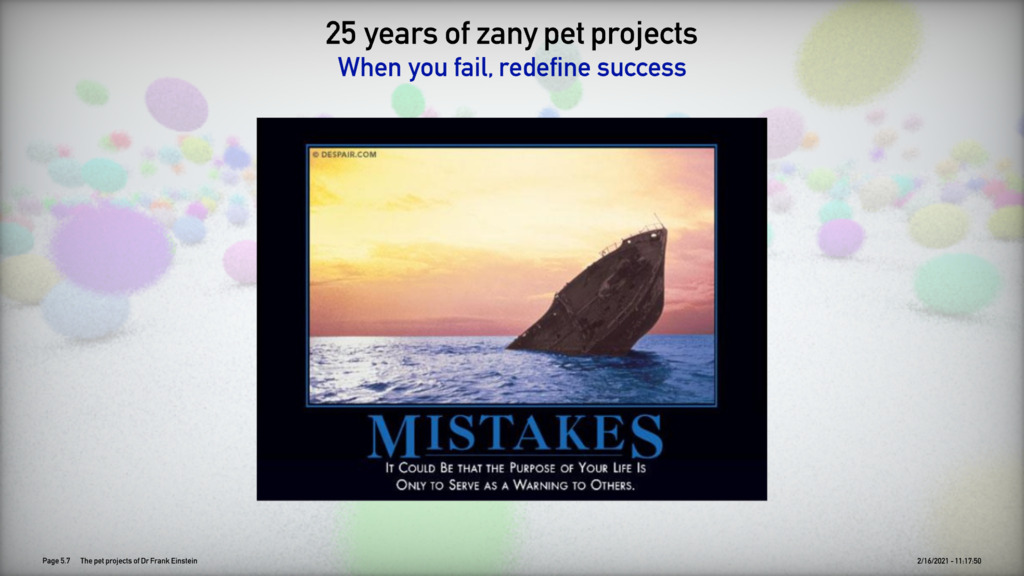 25 years of zany pet projects
When you fail, redefine success
© DESPAIR.COM
MISTAKES
IT COULD BE THAT THE PURPOSE OF YOUR LIFE IS
ONLY TO SERVE AS A WARNING TO OTHERS.
Page 5.7 The pet projects of Dr Frank Einstein
2/16/2021 - 11:17:50